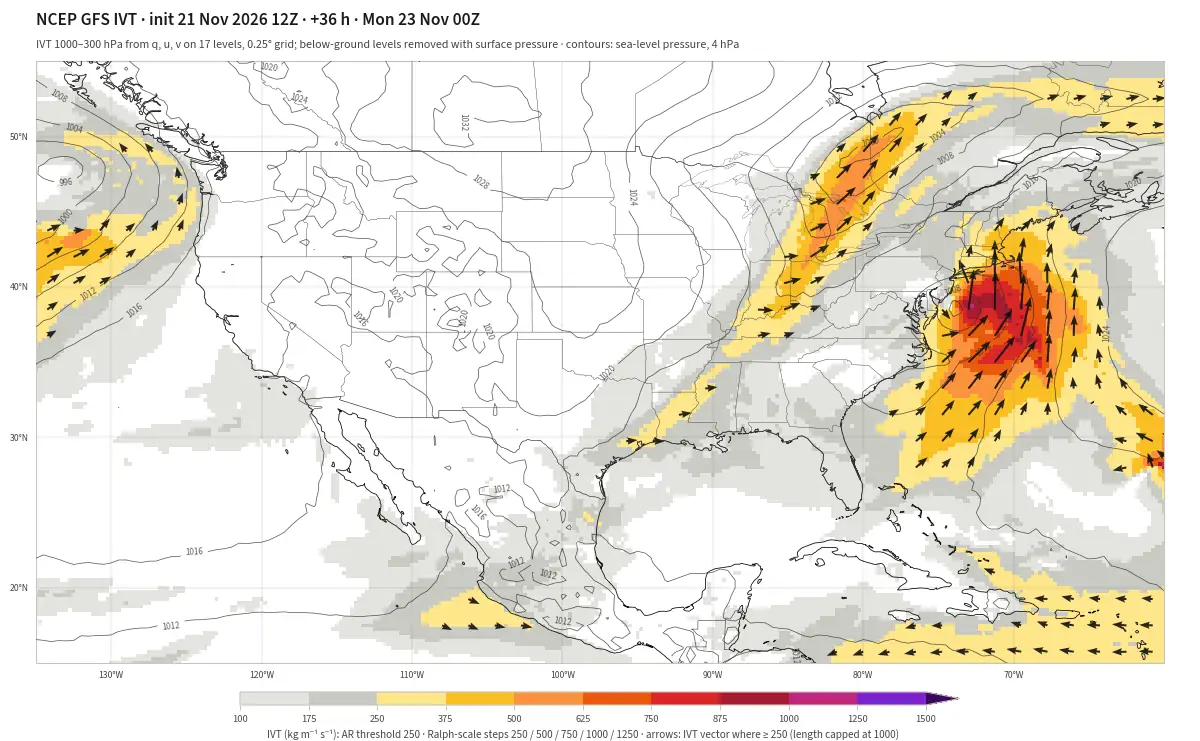 NCEP GFS IVT · init 21 Nov 2026 12Z · +36 h · Mon 23 Nov 00Z
IVT 1000–300 hPa from q, u, v on 17 levels, 0.25° grid; below-ground levels removed with surface pressure · contours: sea-level pressure, 4 hPa
1020
1024
1008
1004
1032
1004
1008
50°N
1028
1016
1020
996
1024
1000
40°N
1012
1016
1020
1016
1020
1020
1024
1020
30°N
1012
1016
1016
1012
1012
20°N
1012
1012
130°W
120°W
110°W
100°W
90°W
80°W
70°W
100
175
250
375
500
625
750
875
1000
1250
1500
IVT (kg m⁻¹ s⁻¹): AR threshold 250 · Ralph-scale steps 250 / 500 / 750 / 1000 / 1250 · arrows: IVT vector where ≥ 250 (length capped at 1000)